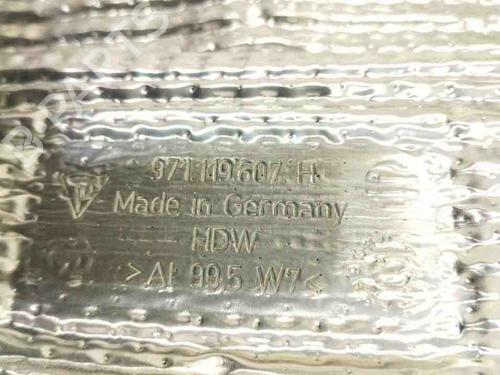 971.119.607. H
Made in Germany
HDW
>Al 99,5 W7<